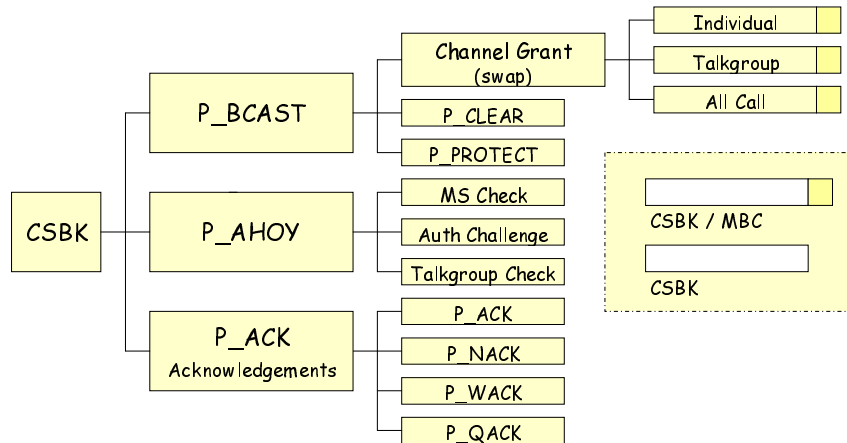 CSBK
P_BCAST
Channel Grant
(swap)
Individual
Talkgroup
All Call
P_CLEAR
P_PROTECT
P_AHOY
MS Check
Auth Challenge
Talkgroup Check
P_ACK
Acknowledgements
P_ACK
P_NACK
P_WACK
P_QACK
CSBK / MBC
CSBK